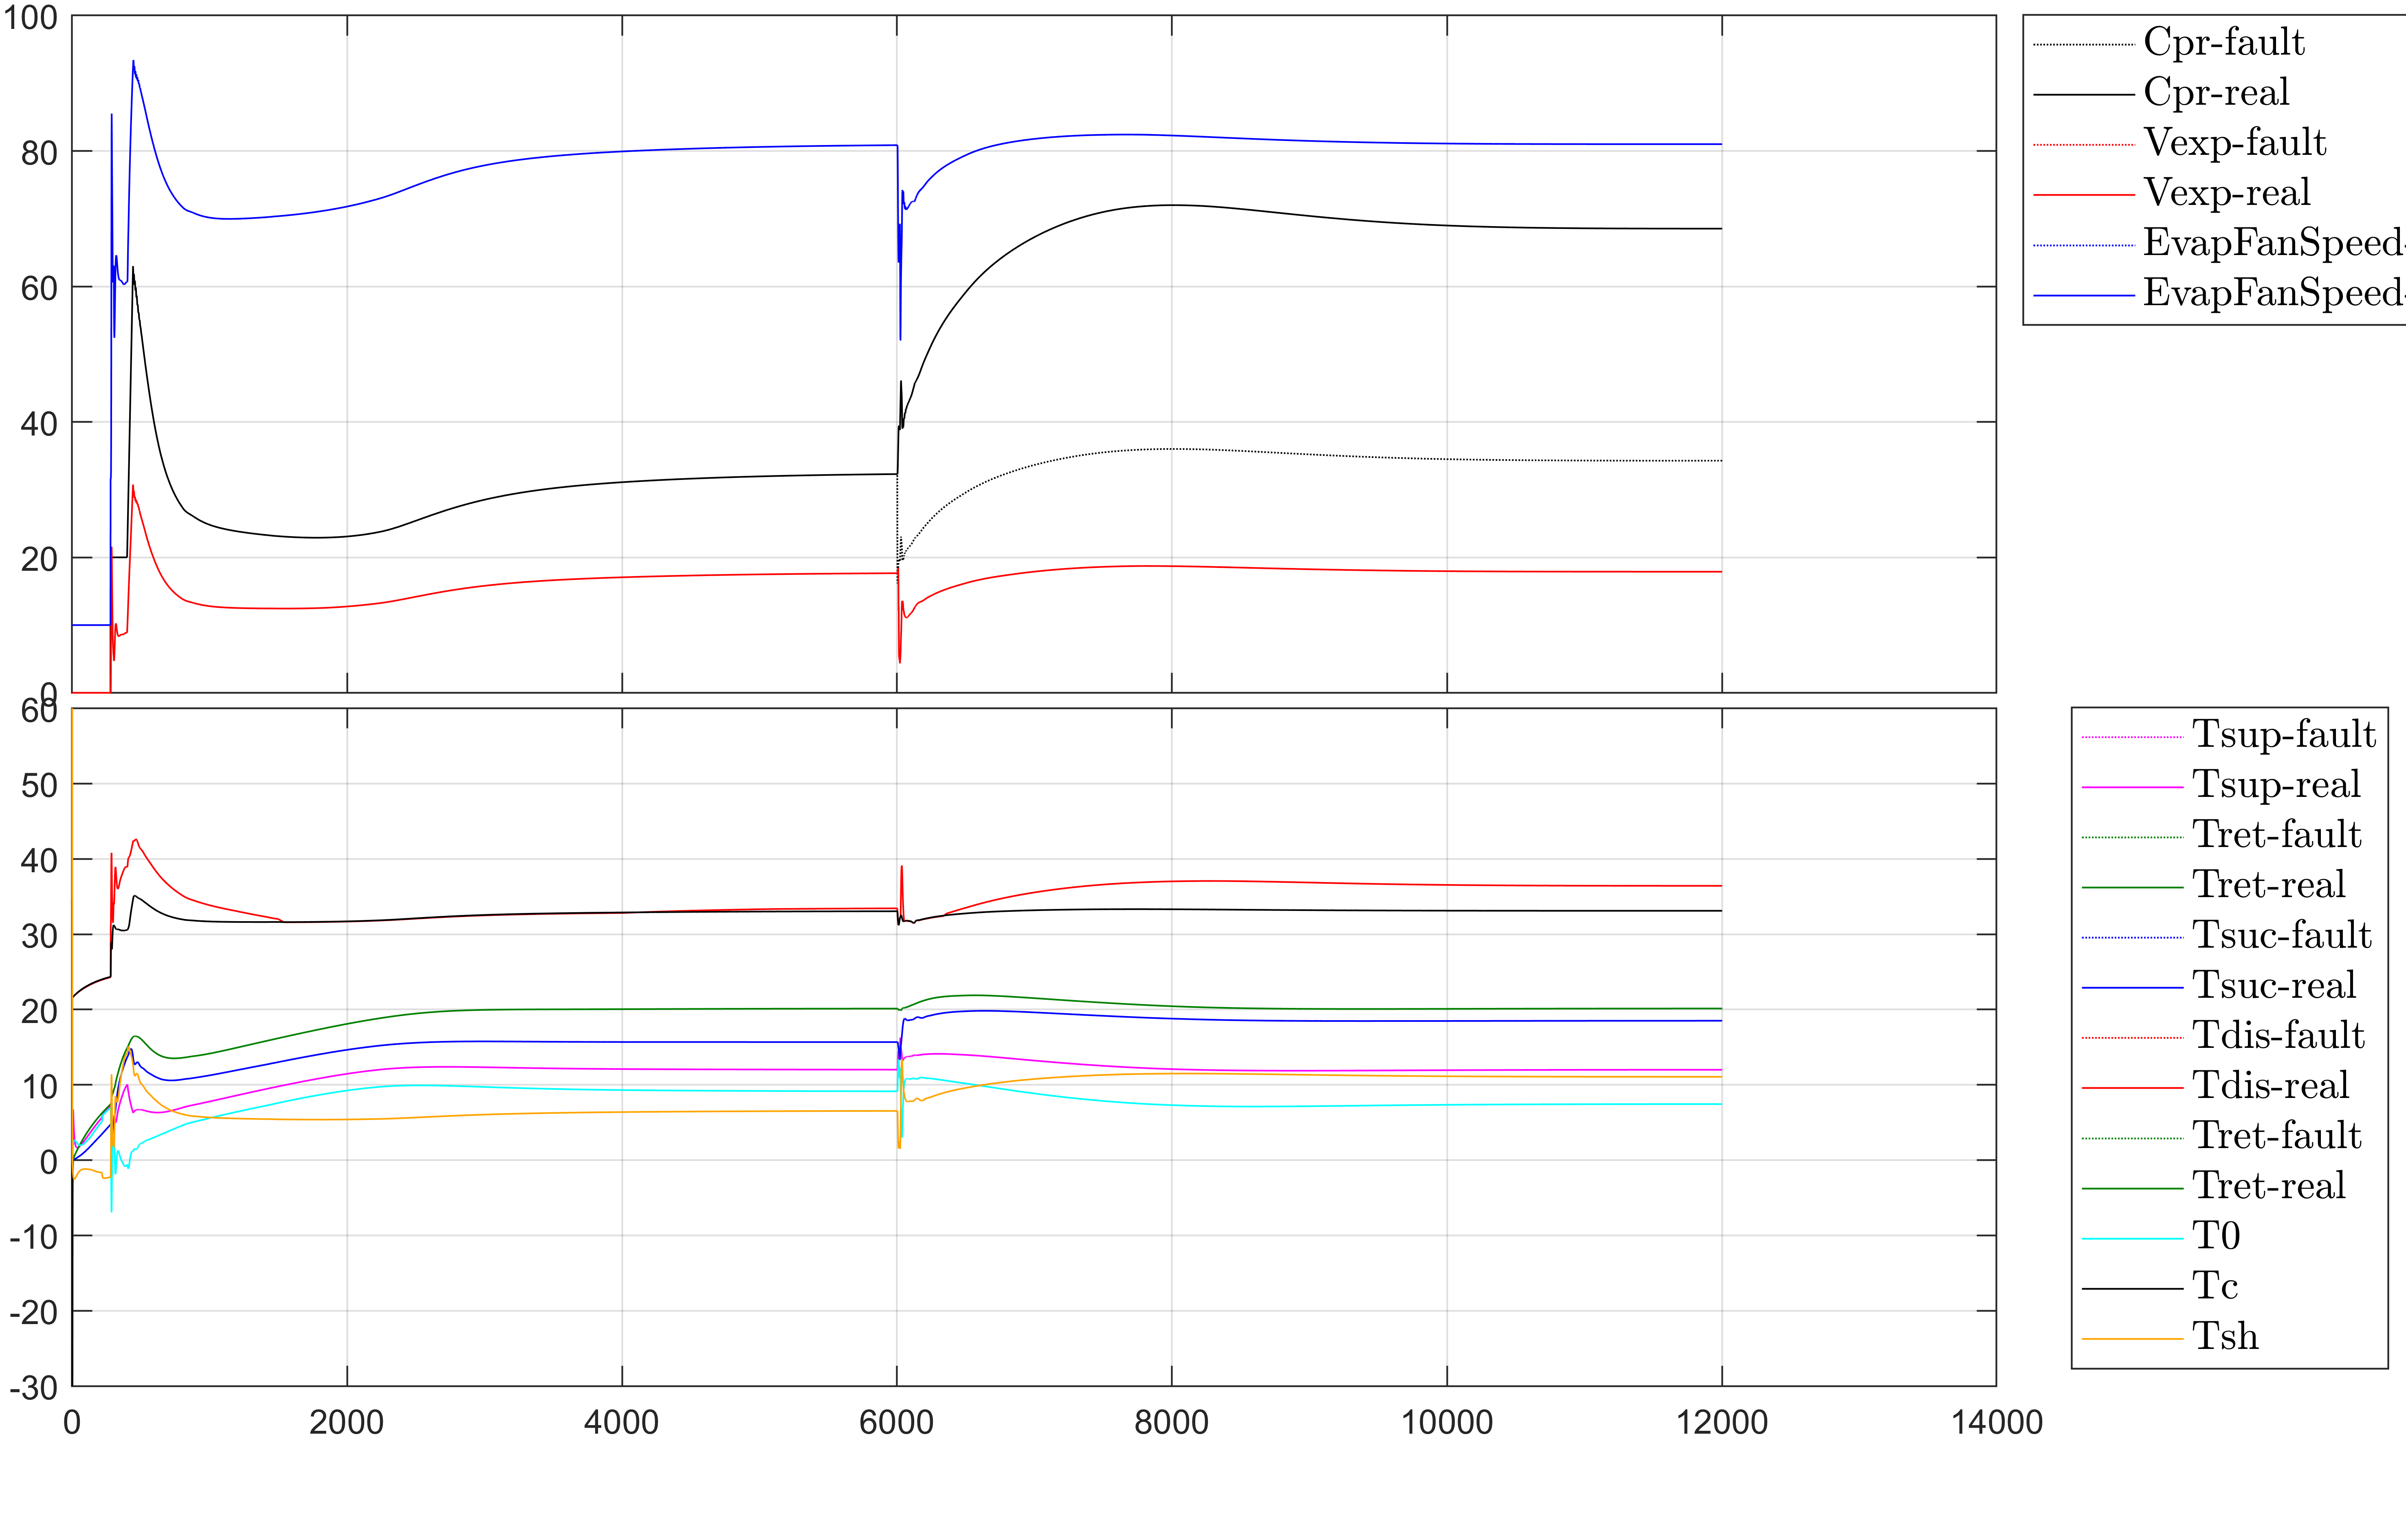 100
80
60
40
20
0
Cpr-fault
Cpr-real
Vexp-fault
Vexp-real
EvapFanSpeed-
EvapFanSpeed-
60
50
40
30
20
10
0
-10
-20
-30
0 2000 4000 6000 8000 10000 12000 14000
Tsup-fault
Tsup-real
Tret-fault
Tret-real
Tsuc-fault
Tsuc-real
Tdis-fault
Tdis-real
Tret-fault
Tret-real
T0
Tc
Tsh